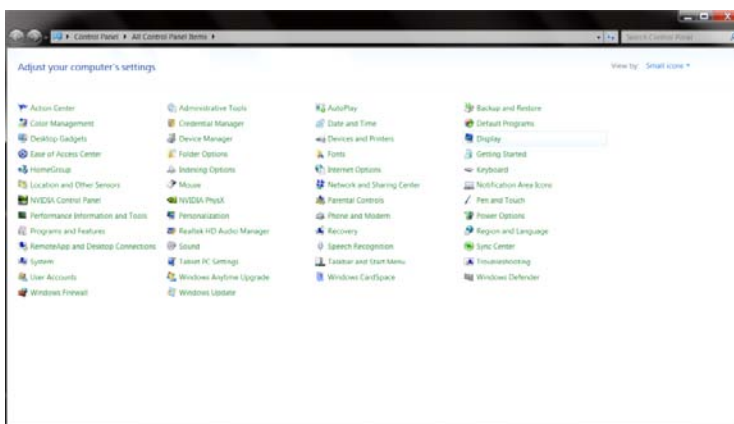 Control Panel All Control Panel Items Search Control Panel
Adjust your computer's settings View by: Small icons
Action Center Administrative Tools AutoPlay Backup and Restore
Color Management Credential Manager Date and Time Default Programs
Desktop Gadgets Device Manager Devices and Printers Display
Ease of Access Center Folder Options Fonts Getting Started
HomeGroup Indexing Options Internet Options Keyboard
Location and Other Sensors Mouse Network and Sharing Center Notification Area Icons
NVIDIA Control Panel NVIDIA PhysX Parental Controls Pen and Touch
Performance Information and Tools Personalization Phone and Modem Power Options
Programs and Features Realtek HD Audio Manager Recovery Region and Language
RemoteApp and Desktop Connections Sound Speech Recognition Sync Center
System Tablet PC Settings Taskbar and Start Menu Troubleshooting
User Accounts Windows Anytime Upgrade Windows CardSpace Windows Defender
Windows Firewall Windows Update